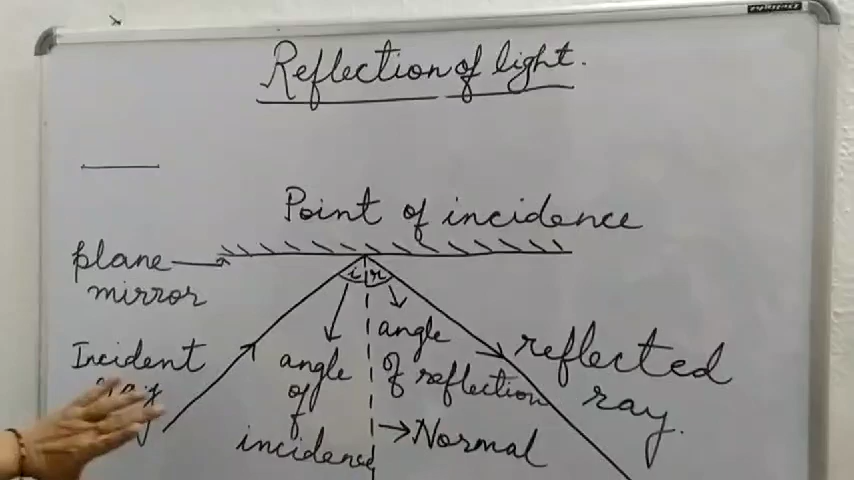 Reflection of light.
Point of incidence
plane
mirror
i r
Incident
angle
of
incidence
angle
of reflection
Normal
reflected
ray.